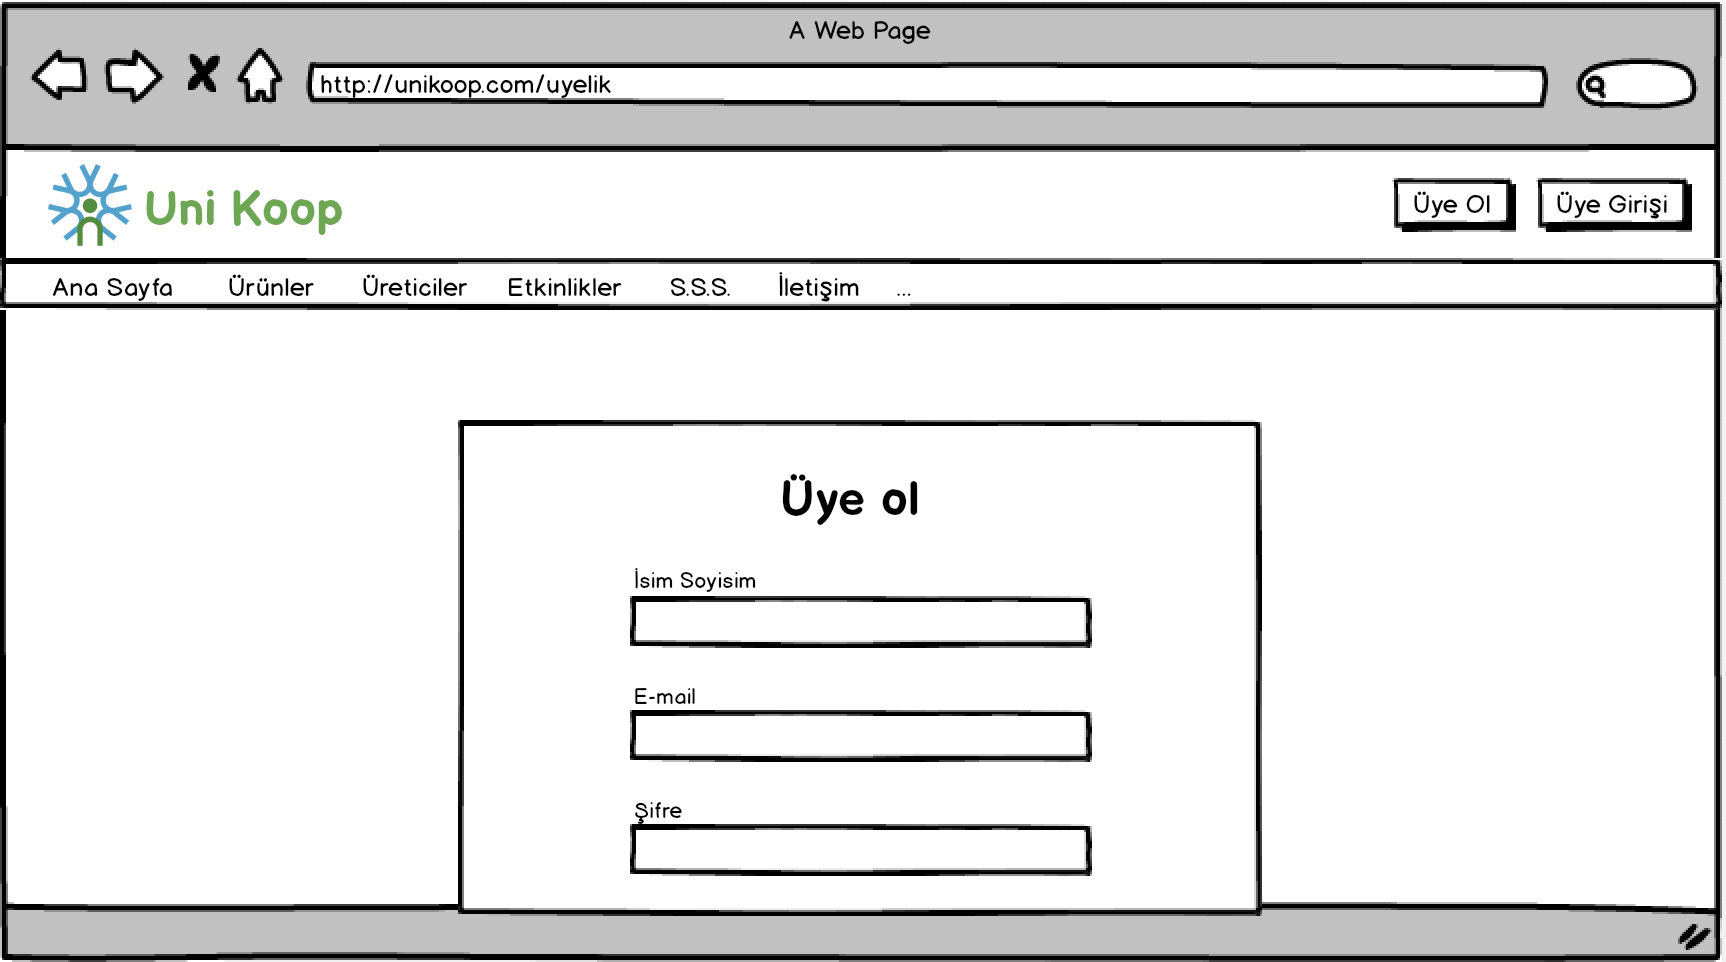 A Web Page
http://unikoop.com/uyelik
Uni Koop
Üye Ol
Üye Girişi
Ana Sayfa Ürünler Üreticiler Etkinlikler S.S.S. İletişim ...
Üye ol
İsim Soyisim
E-mail
Şifre